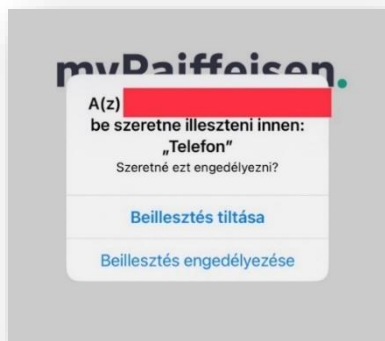 myRaiffeisen.
A(z)
be szeretne illeszteni innen:
„Telefon”
Szeretné ezt engedélyezni?
Beillesztés tiltása
Beillesztés engedélyezése